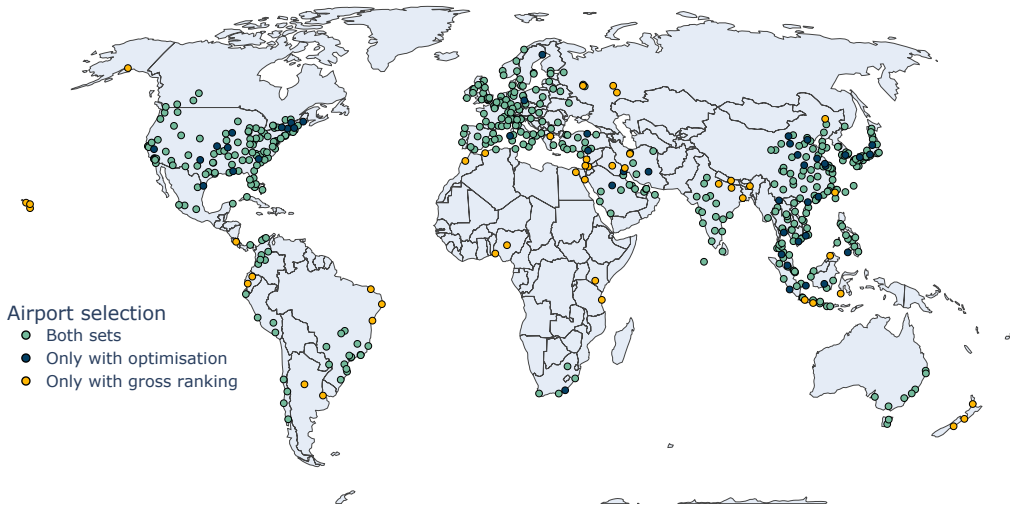 Airport selection
Both sets
Only with optimisation
Only with gross ranking